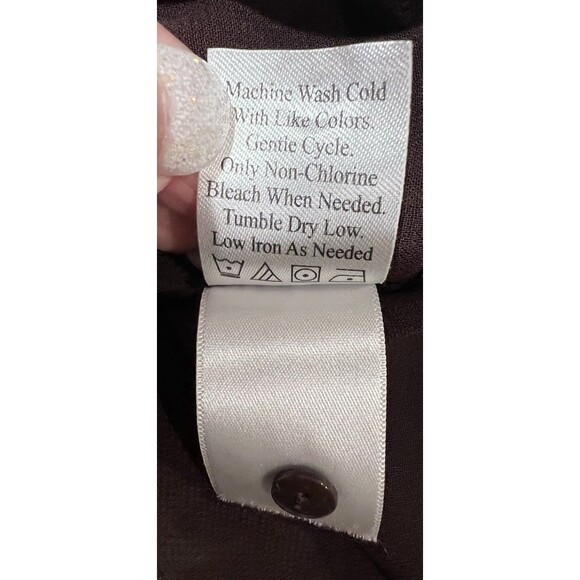 Machine Wash Cold
With Like Colors.
Gentle Cycle.
Only Non-Chlorine
Bleach When Needed.
Tumble Dry Low.
Low Iron As Needed